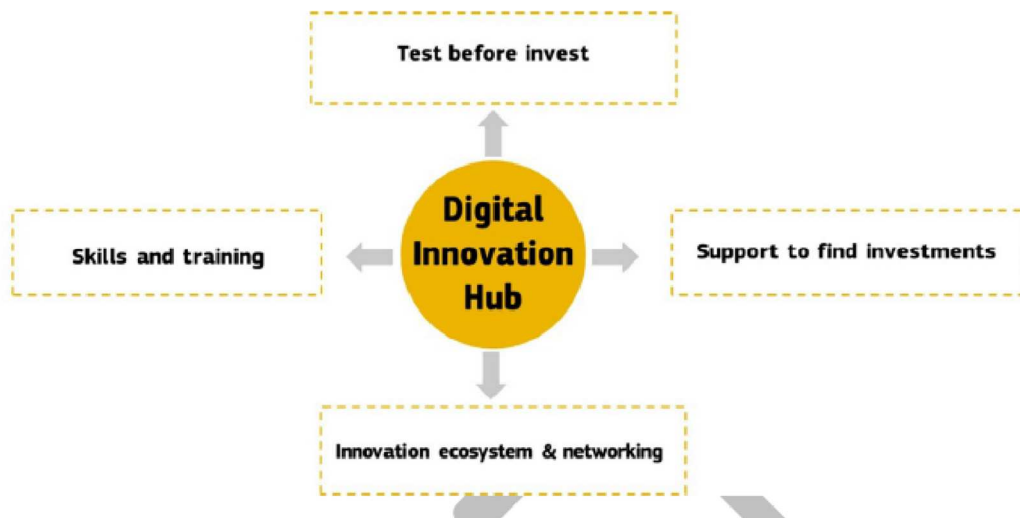 Test before invest
Digital
Innovation
Hub
Skills and training
Support to find investments
Innovation ecosystem & networking